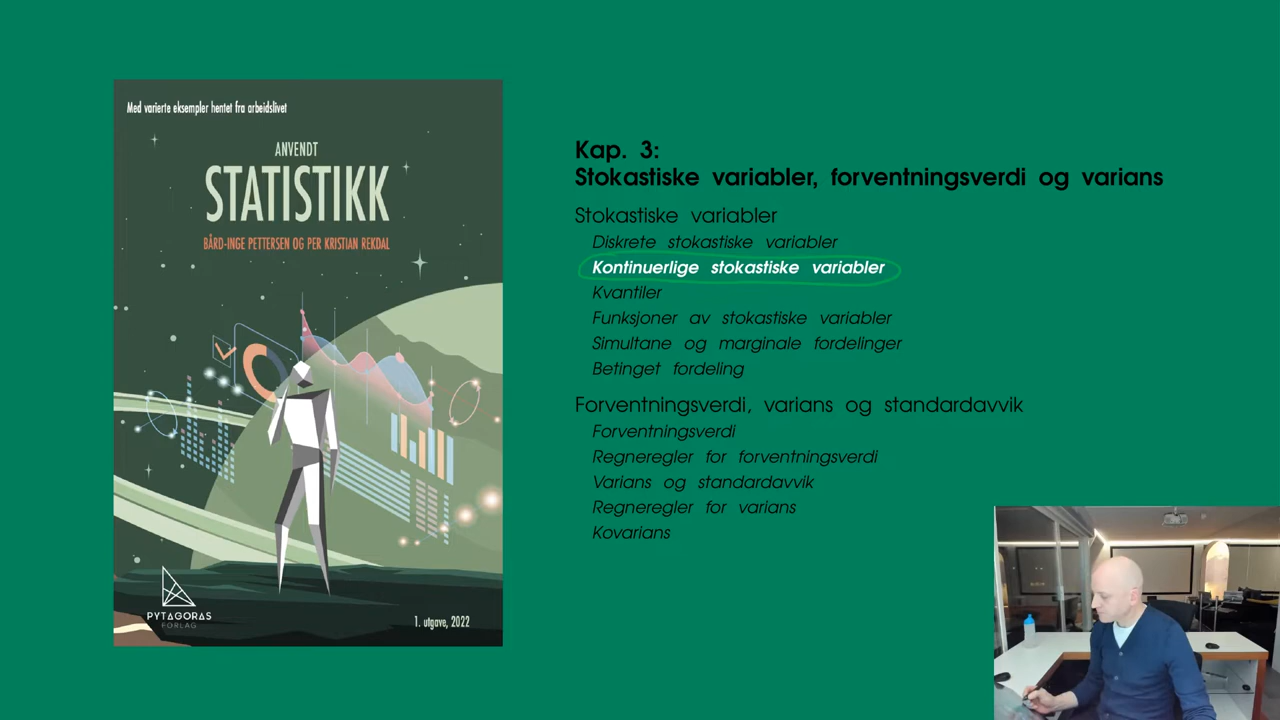 Med varierte eksempler hentet fra arbeidslivet
ANVENDT
STATISTIKK
BÅRD-INGE PETTERSEN OG PER KRISTIAN REKDAL
PYTAGORAS
FORLAG
1. utgave, 2022
Kap. 3:
Stokastiske variabler, forventningsverdi og varians
Stokastiske variabler
Diskrete stokastiske variabler
Kontinuerlige stokastiske variabler
Kvantiler
Funksjoner av stokastiske variabler
Simultane og marginale fordelinger
Betinget fordeling
Forventningsverdi, varians og standardavvik
Forventningsverdi
Regneregler for forventningsverdi
Varians og standardavvik
Regneregler for varians
Kovarians